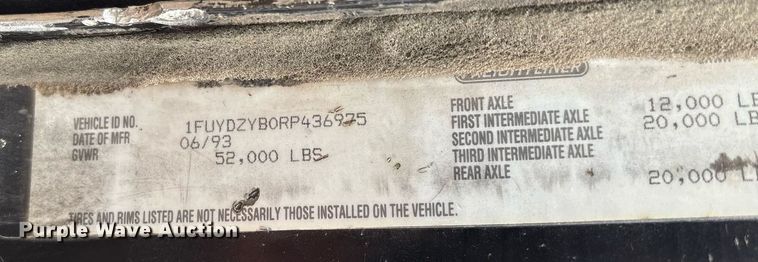 FREIGHTLINER
VEHICLE ID NO. 1FUYDZYB0RP436975
DATE OF MFR 06/93
GVWR 52,000 LBS
FRONT AXLE 12,000 LB
FIRST INTERMEDIATE AXLE 20,000 LB
SECOND INTERMEDIATE AXLE
THIRD INTERMEDIATE AXLE
REAR AXLE 20,000 L
TIRES AND RIMS LISTED ARE NOT NECESSARILY THOSE INSTALLED ON THE VEHICLE.
Purple Wave Auction